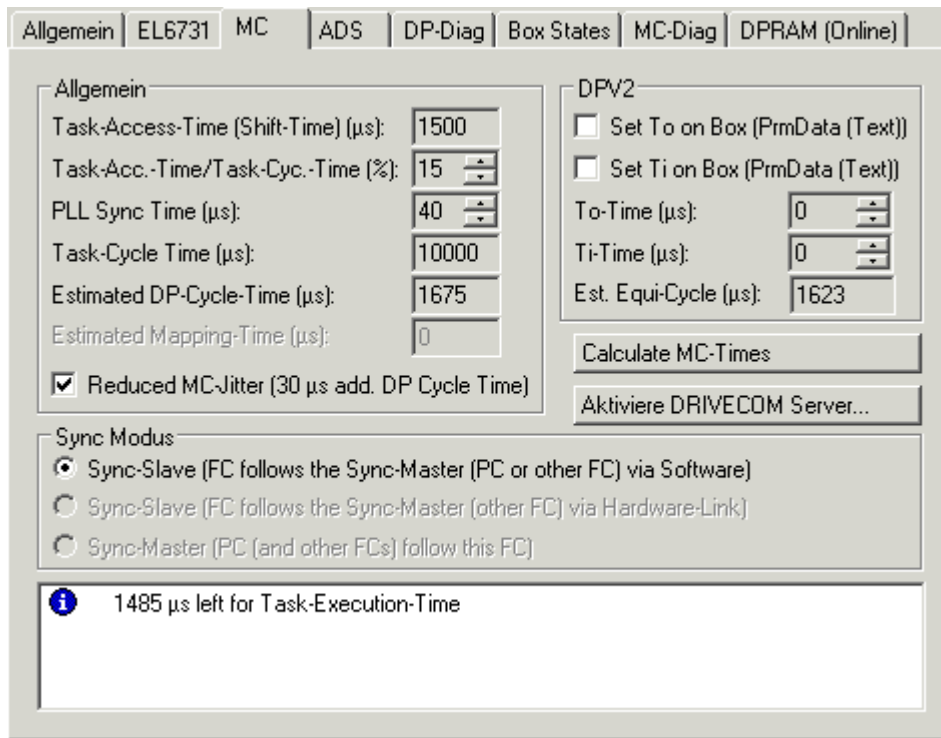 Allgemein EL6731 MC ADS DP-Diag Box States MC-Diag DPRAM (Online)
Allgemein
Task-Access-Time (Shift-Time) (µs): 1500
Task-Acc.-Time/Task-Cyc.-Time (%): 15
PLL Sync Time (µs): 40
Task-Cycle Time (µs): 10000
Estimated DP-Cycle-Time (µs): 1675
Estimated Mapping-Time (µs): 0
Reduced MC-Jitter (30 µs add. DP Cycle Time)
DPV2
Set To on Box (PrmData (Text))
Set Ti on Box (PrmData (Text))
To-Time (µs): 0
Ti-Time (µs): 0
Est. Equi-Cycle (µs): 1623
Calculate MC-Times
Aktiviere DRIVECOM Server...
Sync Modus
Sync-Slave (FC follows the Sync-Master (PC or other FC) via Software)
Sync-Slave (FC follows the Sync-Master (other FC) via Hardware-Link)
Sync-Master (PC (and other FCs) follow this FC)
1485 µs left for Task-Execution-Time